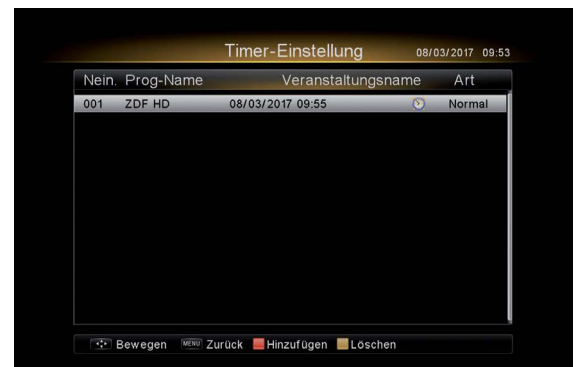 Timer-Einstellung 08/03/2017 09:53
Nein. Prog-Name Veranstaltungsname Art
001 ZDF HD 08/03/2017 09:55 Normal
Bewegen MENU Zurück Hinzufügen Löschen